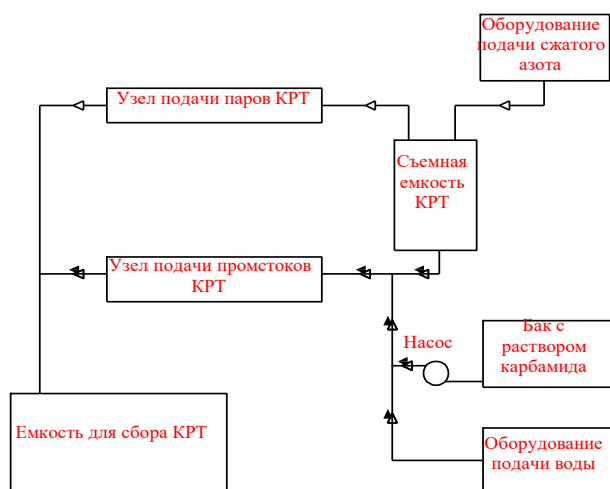 Оборудование
подачи сжатого
азота
Узел подачи паров КРТ
Съемная
емкость
КРТ
Узел подачи промстоков
КРТ
Насос
Бак с
раствором
карбамида
Емкость для сбора КРТ
Оборудование
подачи воды